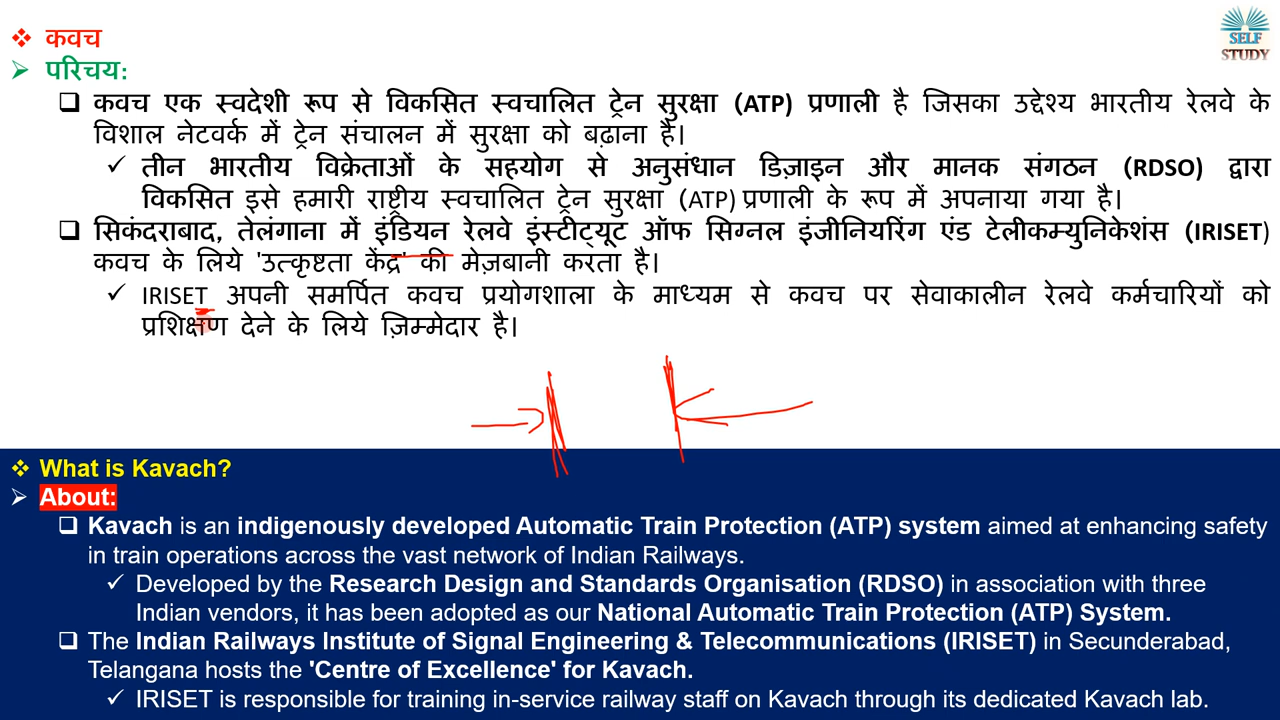 ❖ कवच
SELF
STUDY
➢ परिचय:
❑ कवच एक स्वदेशी रूप से विकसित स्वचालित ट्रेन सुरक्षा (ATP) प्रणाली है जिसका उद्देश्य भारतीय रेलवे के
विशाल नेटवर्क में ट्रेन संचालन में सुरक्षा को बढ़ाना है।
✓ तीन भारतीय विक्रेताओं के सहयोग से अनुसंधान डिज़ाइन और मानक संगठन (RDSO) द्वारा
विकसित इसे हमारी राष्ट्रीय स्वचालित ट्रेन सुरक्षा (ATP) प्रणाली के रूप में अपनाया गया है।
❑ सिकंदराबाद, तेलंगाना में इंडियन रेलवे इंस्टीट्यूट ऑफ सिग्नल इंजीनियरिंग एंड टेलीकम्युनिकेशंस (IRISET)
कवच के लिये 'उत्कृष्टता केंद्र' की मेज़बानी करता है।
✓ IRISET अपनी समर्पित कवच प्रयोगशाला के माध्यम से कवच पर सेवाकालीन रेलवे कर्मचारियों को
प्रशिक्षण देने के लिये ज़िम्मेदार है।
❖ What is Kavach?
➢ About:
❑ Kavach is an indigenously developed Automatic Train Protection (ATP) system aimed at enhancing safety
in train operations across the vast network of Indian Railways.
✓ Developed by the Research Design and Standards Organisation (RDSO) in association with three
Indian vendors, it has been adopted as our National Automatic Train Protection (ATP) System.
❑ The Indian Railways Institute of Signal Engineering & Telecommunications (IRISET) in Secunderabad,
Telangana hosts the 'Centre of Excellence' for Kavach.
✓ IRISET is responsible for training in-service railway staff on Kavach through its dedicated Kavach lab.